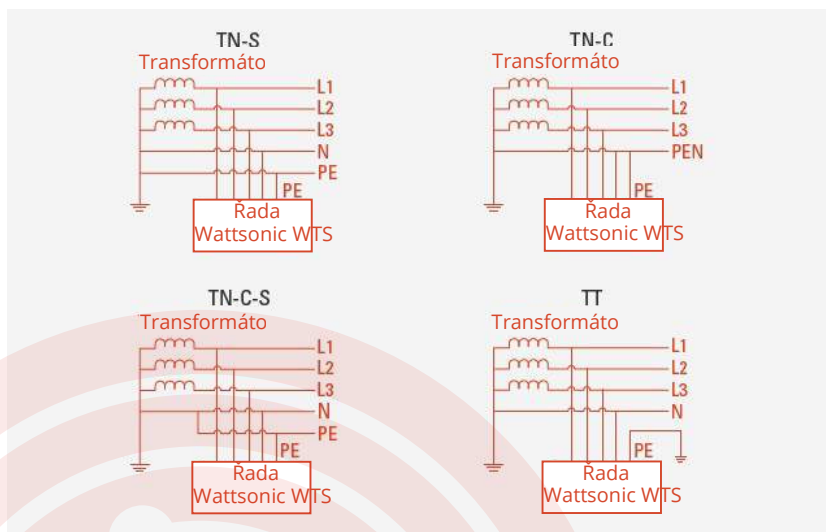 TN-S
Transformáto
L1
L2
L3
N
PE
PE
Řada
Wattsonic WTS
TN-C
Transformáto
L1
L2
L3
PEN
PE
Řada
Wattsonic WTS
TN-C-S
Transformáto
L1
L2
L3
N
PE
PE
Řada
Wattsonic WTS
TT
Transformáto
L1
L2
L3
N
PE
Řada
Wattsonic WTS